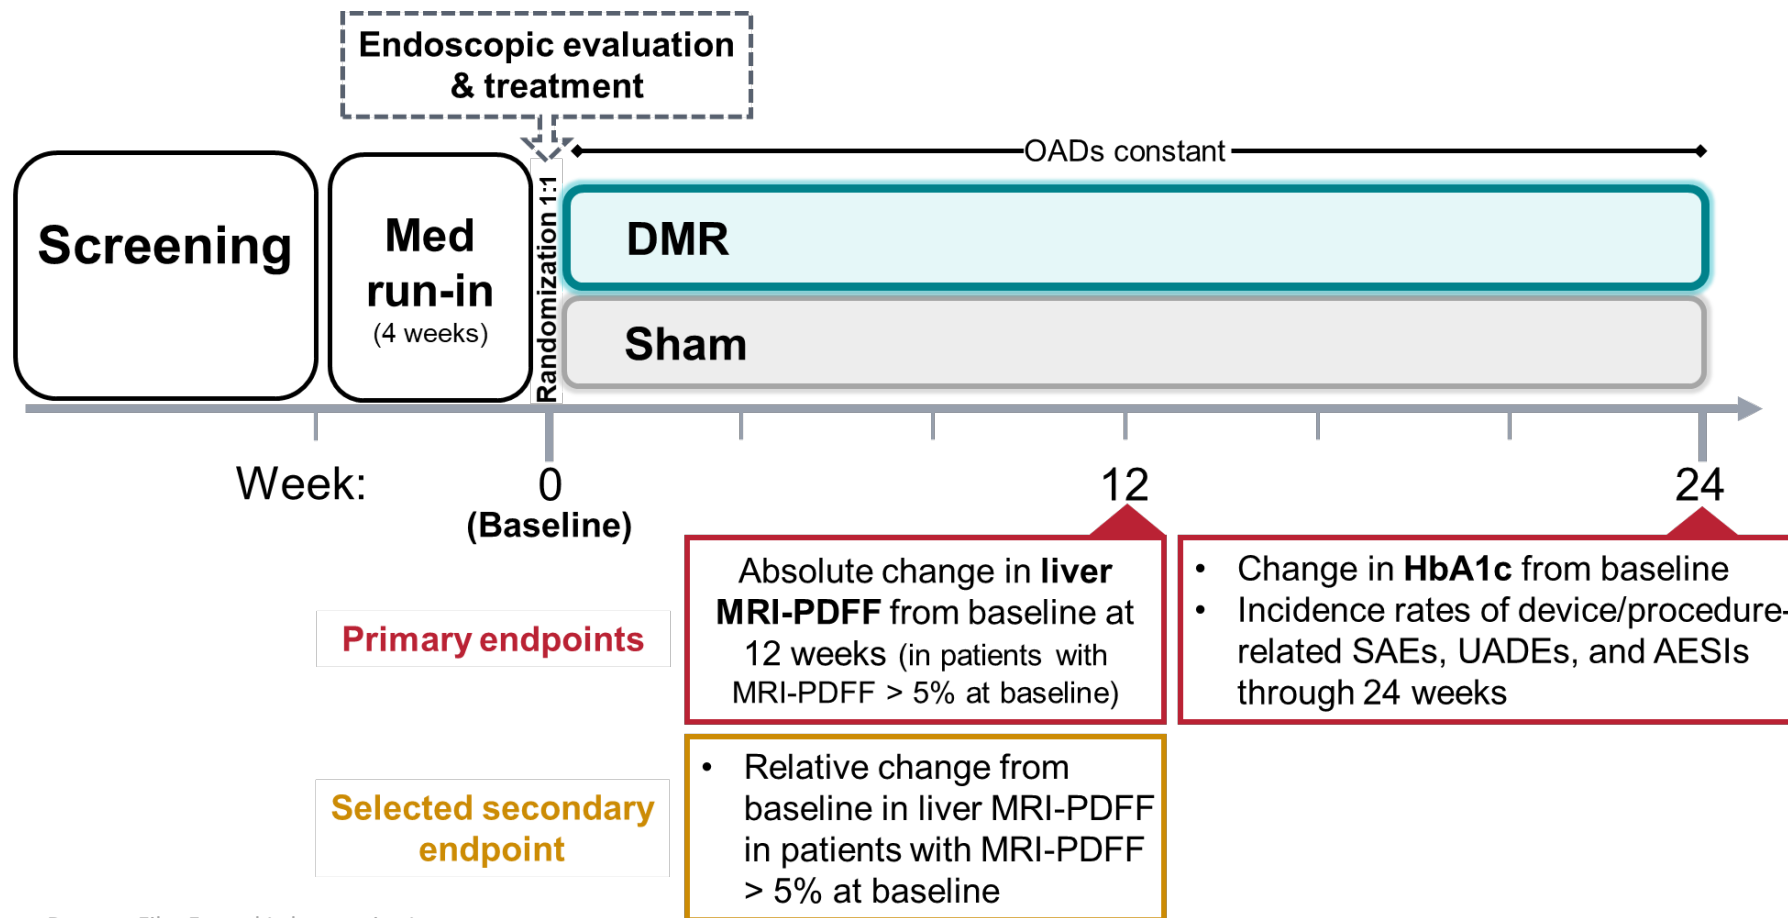 Endoscopic evaluation
& treatment
OADs constant
Screening
Med
run-in
(4 weeks)
Randomization 1:1
DMR
Sham
Week:
0
12
24
(Baseline)
Primary endpoints
Absolute change in liver
MRI-PDFF from baseline at
12 weeks (in patients with
MRI-PDFF > 5% at baseline)
• Change in HbA1c from baseline
• Incidence rates of device/procedure-
related SAEs, UADEs, and AESIs
through 24 weeks
Selected secondary
endpoint
• Relative change from
baseline in liver MRI-PDFF
in patients with MRI-PDFF
> 5% at baseline